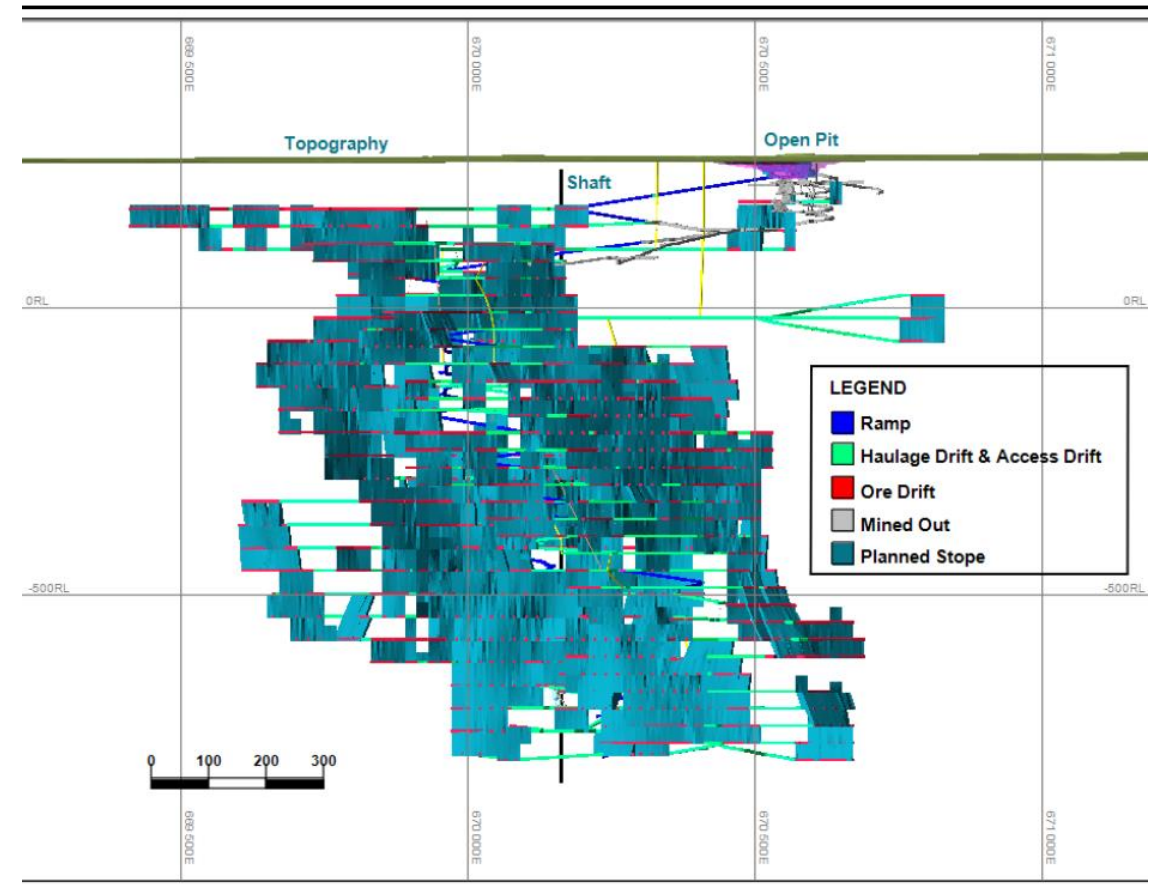 669 500E
670 000E
670 500E
671 000E
Topography
Open Pit
Shaft
0RL
0RL
LEGEND
Ramp
Haulage Drift & Access Drift
Ore Drift
Mined Out
Planned Stope
-500RL
-500RL
0 100 200 300
669 500E
670 000E
670 500E
671 000E